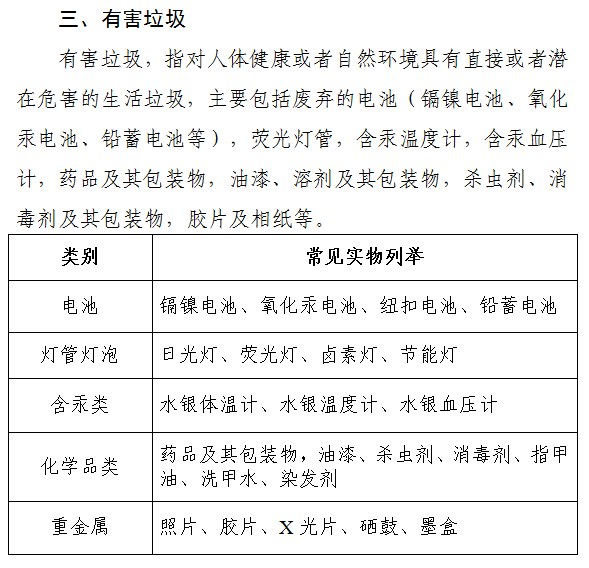 三、有害垃圾
有害垃圾，指对人体健康或者自然环境具有直接或者潜
在危害的生活垃圾，主要包括废弃的电池（镉镍电池、氧化
汞电池、铅蓄电池等），荧光灯管，含汞温度计，含汞血压
计，药品及其包装物，油漆、溶剂及其包装物，杀虫剂、消
毒剂及其包装物，胶片及相纸等。
类别 常见实物列举
电池 镉镍电池、氧化汞电池、纽扣电池、铅蓄电池
灯管灯泡 日光灯、荧光灯、卤素灯、节能灯
含汞类 水银体温计、水银温度计、水银血压计
化学品类 药品及其包装物，油漆、杀虫剂、消毒剂、指甲
油、洗甲水、染发剂
重金属 照片、胶片、X光片、硒鼓、墨盒